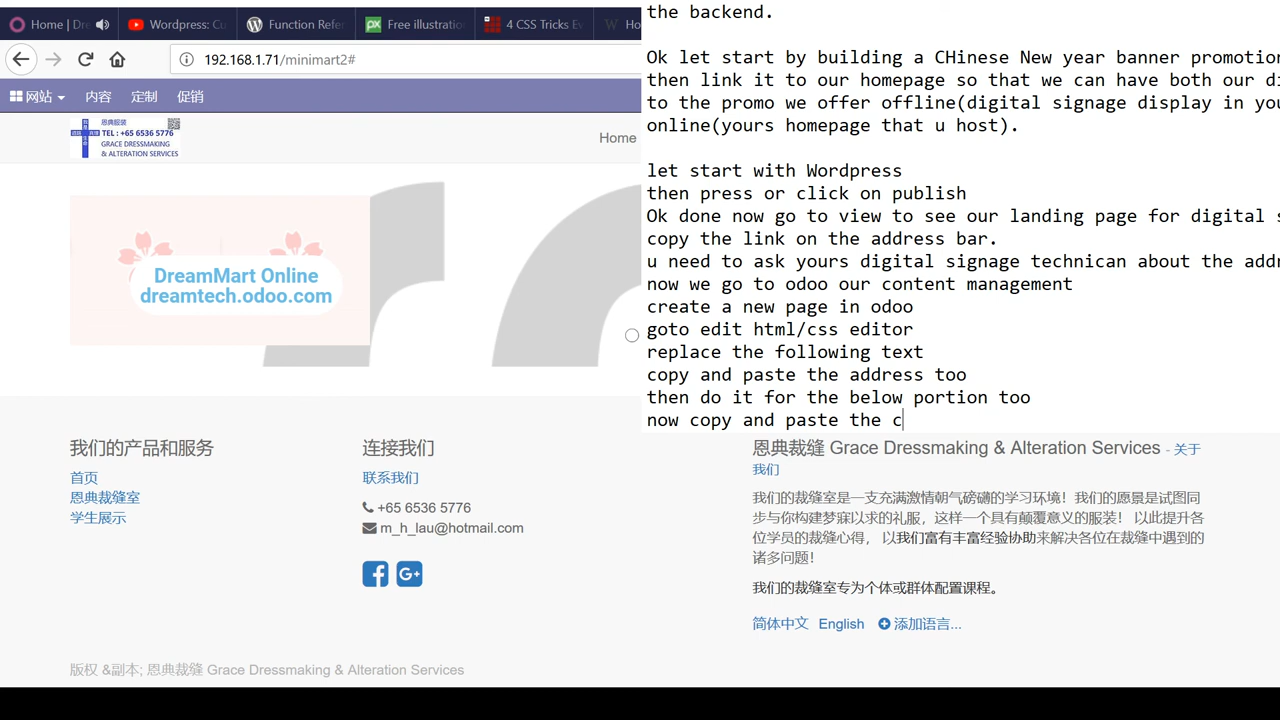 Home | Dre
Wordpress: Cu
Function Refer
Free illustratio
4 CSS Tricks Ev
Ho
192.168.1.71/minimart2#
网站
内容
定制
促销
恩典服装
TEL : +65 6536 5776
GRACE DRESSMAKING
& ALTERATION SERVICES
Home
DreamMart Online
dreamtech.odoo.com
the backend.
Ok let start by building a CHinese New year banner promotion
then link it to our homepage so that we can have both our di
to the promo we offer offline(digital signage display in you
online(yours homepage that u host).
let start with Wordpress
then press or click on publish
Ok done now go to view to see our landing page for digital s
copy the link on the address bar.
u need to ask yours digital signage technican about the addr
now we go to odoo our content management
create a new page in odoo
goto edit html/css editor
replace the following text
copy and paste the address too
then do it for the below portion too
now copy and paste the c
我们的产品和服务
首页
恩典裁缝室
学生展示
连接我们
联系我们
+65 6536 5776
m_h_lau@hotmail.com
恩典裁缝 Grace Dressmaking & Alteration Services - 关于
我们
我们的裁缝室是一支充满激情朝气磅礴的学习环境！我们的愿景是试图同
步与你构建梦寐以求的礼服，这样一个具有颠覆意义的服装！ 以此提升各
位学员的裁缝心得， 以我们富有丰富经验协助来解决各位在裁缝中遇到的
诸多问题！
我们的裁缝室专为个体或群体配置课程。
简体中文 English 添加语言...
版权 &副本; 恩典裁缝 Grace Dressmaking & Alteration Services